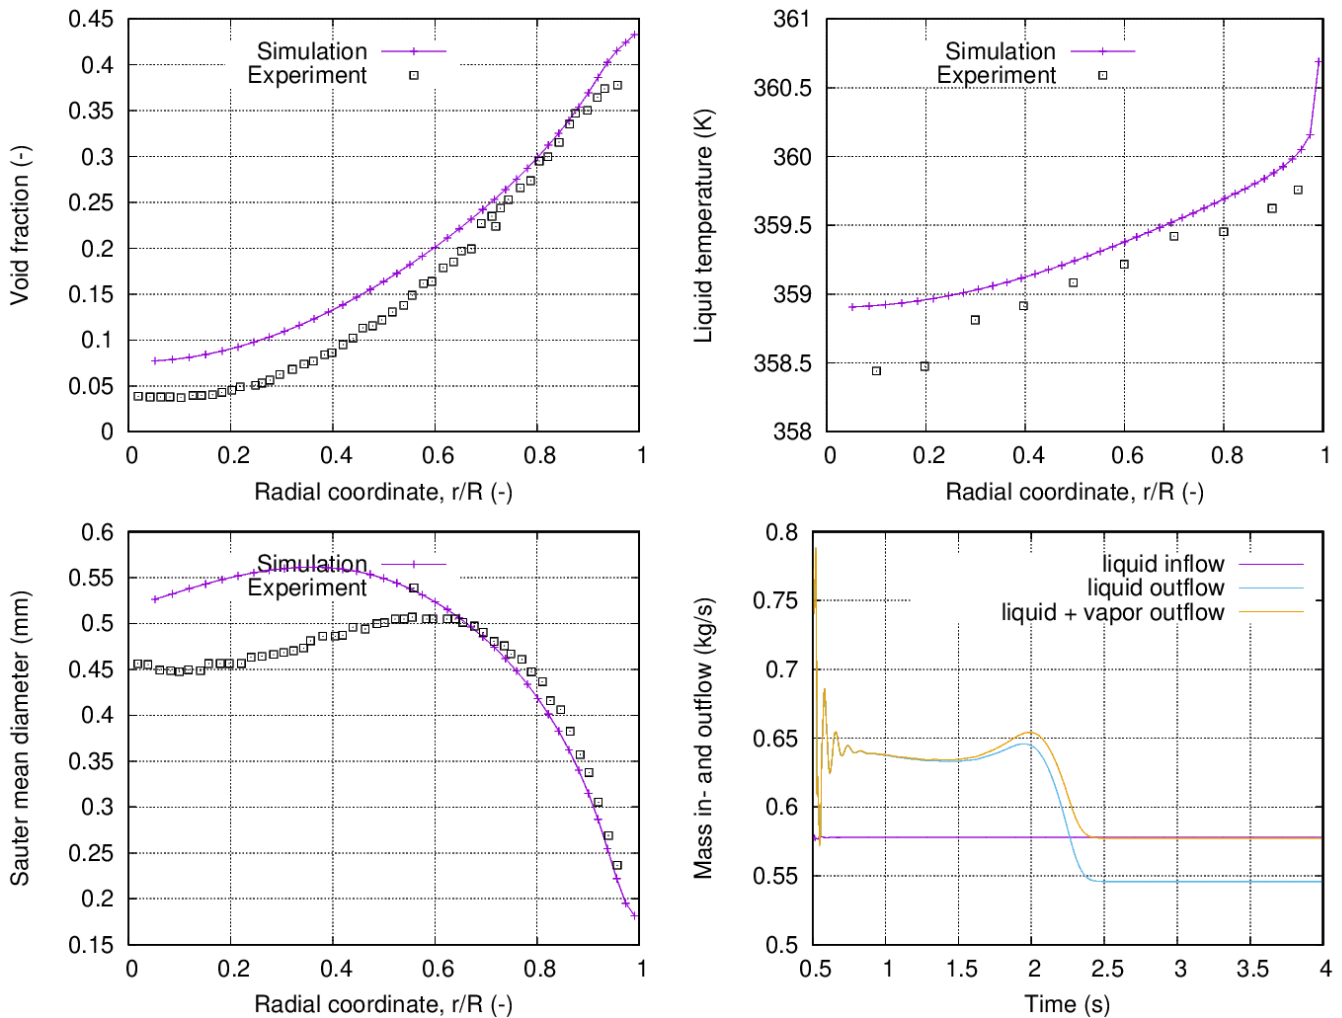 0.45
0.4
0.35
0.3
0.25
0.2
0.15
0.1
0.05
0
Void fraction (-)
Simulation
Experiment
0 0.2 0.4 0.6 0.8 1
Radial coordinate, r/R (-)
361
360.5
360
359.5
359
358.5
358
Liquid temperature (K)
Simulation
Experiment
0 0.2 0.4 0.6 0.8 1
Radial coordinate, r/R (-)
0.6
0.55
0.5
0.45
0.4
0.35
0.3
0.25
0.2
0.15
Sauter mean diameter (mm)
Simulation
Experiment
0 0.2 0.4 0.6 0.8 1
Radial coordinate, r/R (-)
0.8
0.75
0.7
0.65
0.6
0.55
0.5
Mass in- and outflow (kg/s)
liquid inflow
liquid outflow
liquid + vapor outflow
0.5 1 1.5 2 2.5 3 3.5 4
Time (s)